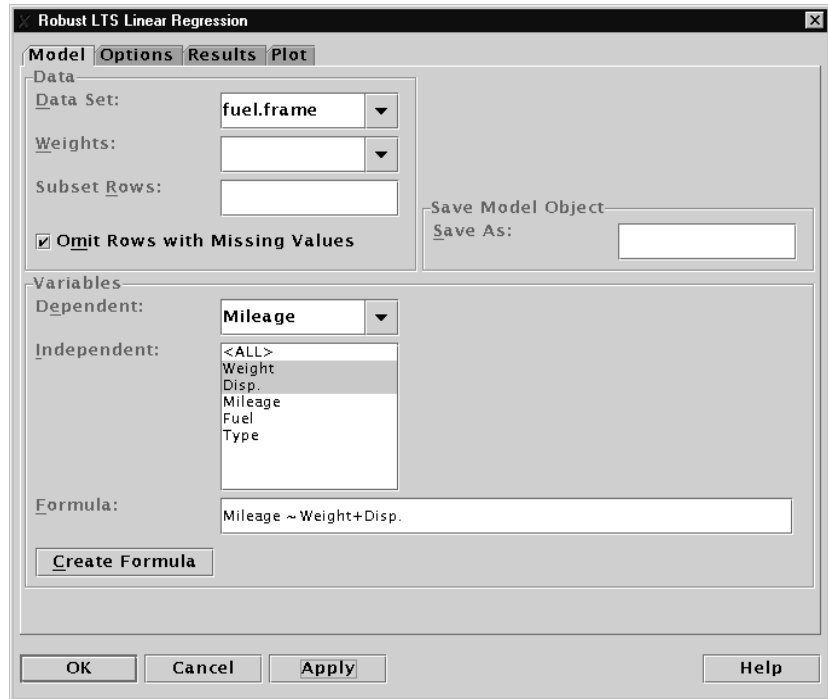 Robust LTS Linear Regression
Model Options Results Plot
Data
Data Set:
fuel.frame
Weights:
Subset Rows:
Omit Rows with Missing Values
Save Model Object
Save As:
Variables
Dependent:
Mileage
Independent:
<ALL>
Weight
Disp.
Mileage
Fuel
Type
Formula:
Mileage ~ Weight+Disp.
Create Formula
OK Cancel Apply Help